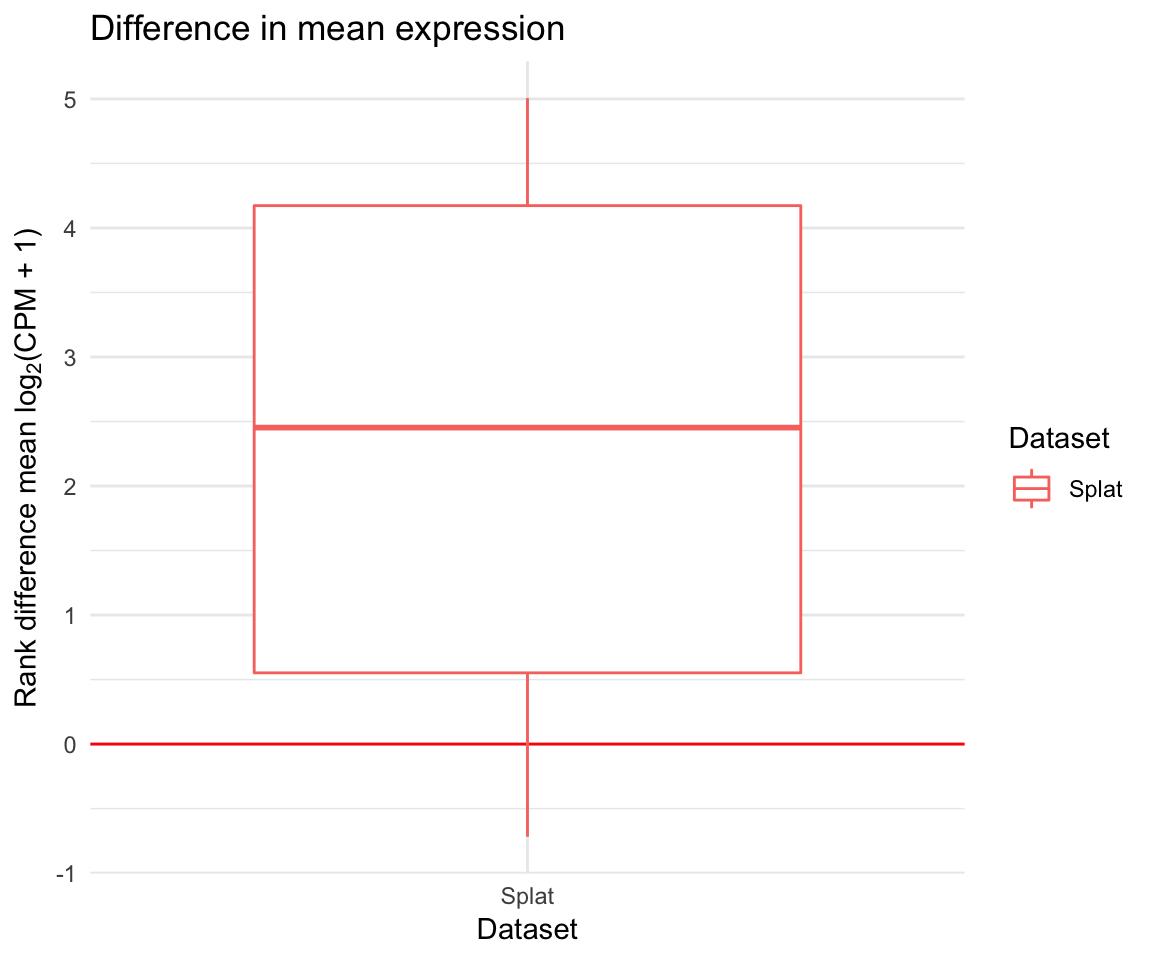 Difference in mean expression
Rank difference mean log₂(CPM + 1)
5
4
3
2
1
0
-1
Splat
Dataset
Dataset
Splat